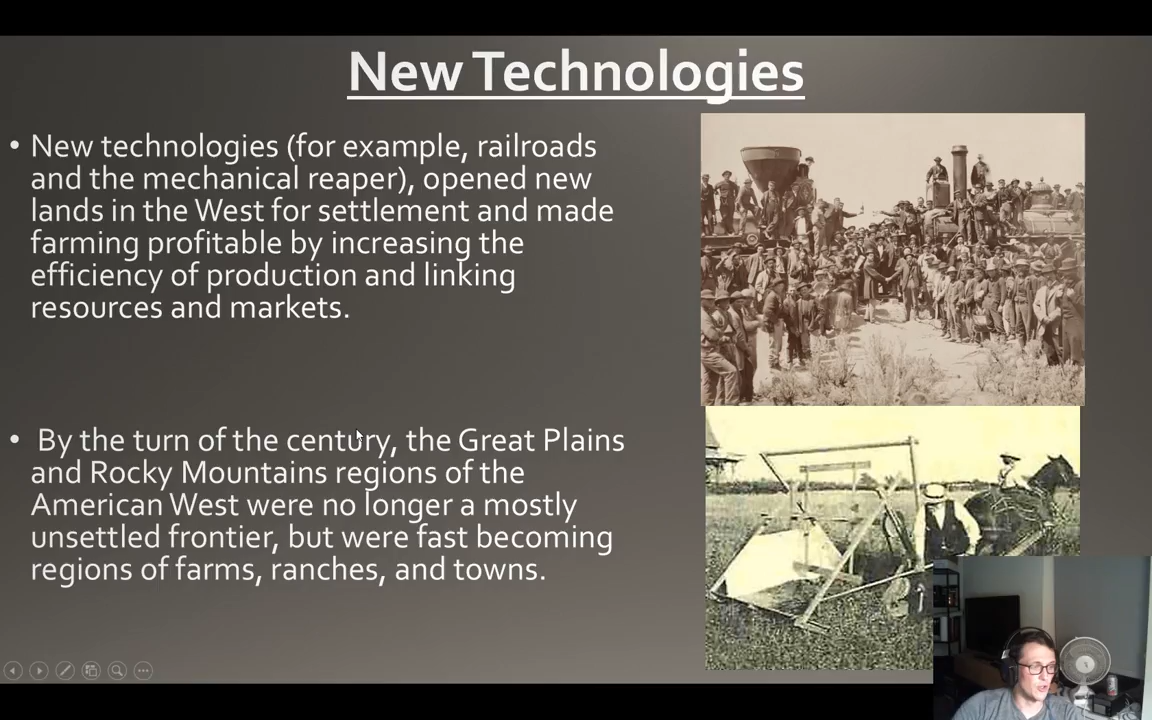 New Technologies
• New technologies (for example, railroads
and the mechanical reaper), opened new
lands in the West for settlement and made
farming profitable by increasing the
efficiency of production and linking
resources and markets.
• By the turn of the century, the Great Plains
and Rocky Mountains regions of the
American West were no longer a mostly
unsettled frontier, but were fast becoming
regions of farms, ranches, and towns.